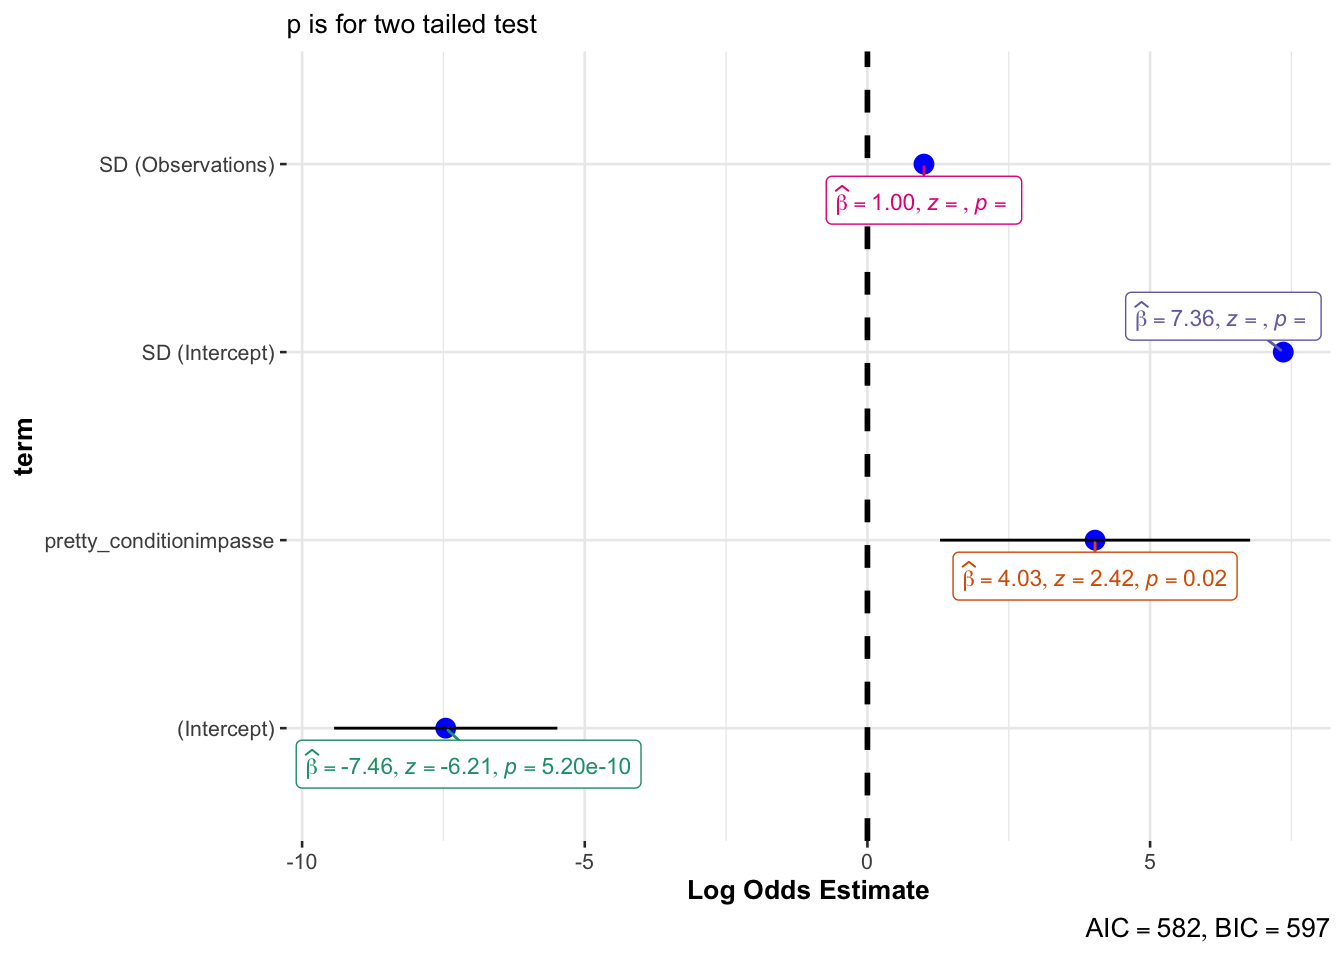 p is for two tailed test
SD (Observations)
β̂ = 1.00, z = , p =
β̂ = 7.36, z = , p =
SD (Intercept)
term
pretty_conditionimpasse
β̂ = 4.03, z = 2.42, p = 0.02
(Intercept)
β̂ = -7.46, z = -6.21, p = 5.20e-10
-10 -5 0 5
Log Odds Estimate
AIC = 582, BIC = 597